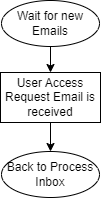 Wait for new
Emails
User Access
Request Email is
received
Back to Process
Inbox